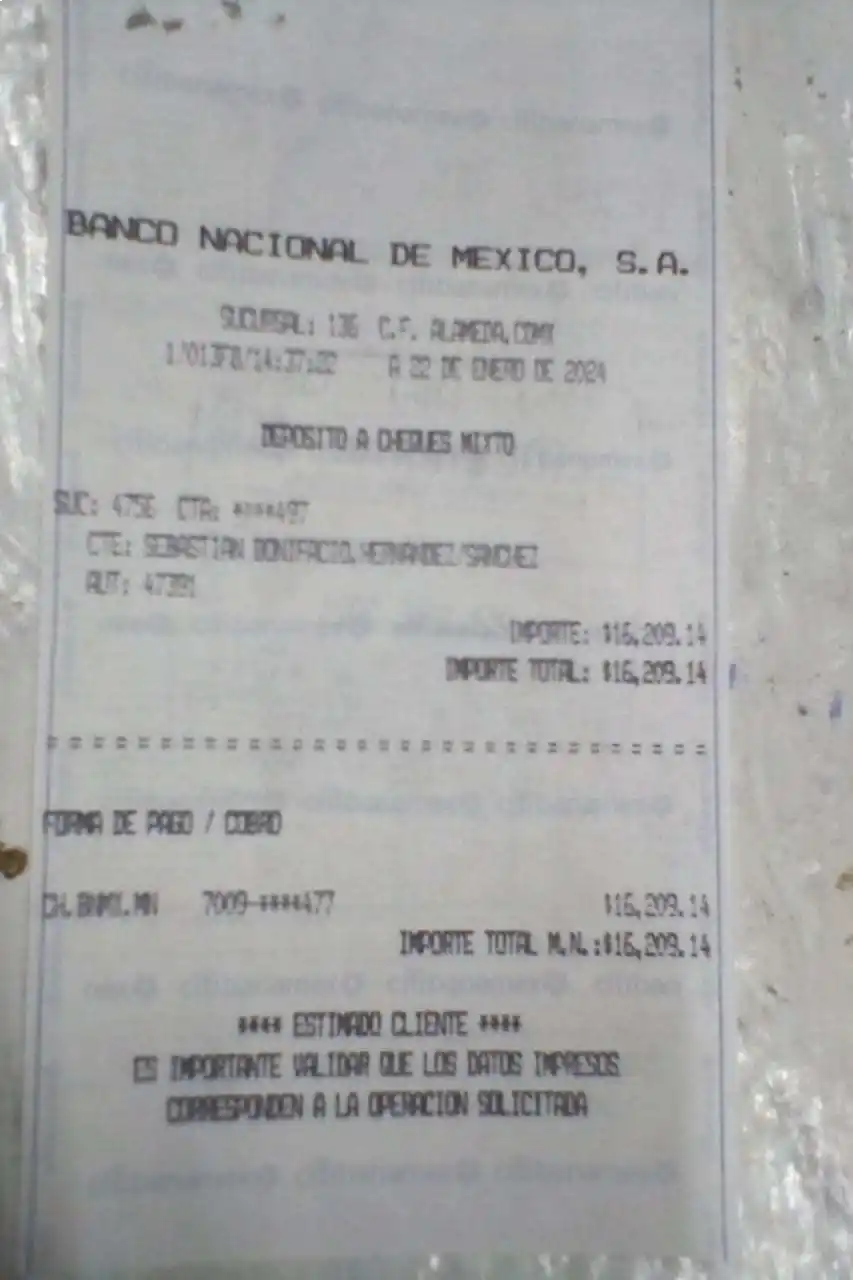 BANCO NACIONAL DE MEXICO, S.A.
SUCURSAL: 136 C.F. ALAMEDA,CDMX
A 22 DE ENERO DE 2024
DEPOSITO A CHEQUES MIXTO
SUC: 4756 CTA: ****497
CTE: SEBASTIAN BONIFACIO,HERNANDEZ/SANCHEZ
AUT: 47391
IMPORTE: $16,209.14
IMPORTE TOTAL: $16,209.14
= = = = = = = = = = = = = = = = = = = = = = = = = = = = =
FORMA DE PAGO / COBRO
CH.BNMX.MN 7009-****477 $16,209.14
IMPORTE TOTAL M.N.:$16,209.14
**** ESTIMADO CLIENTE ****
ES IMPORTANTE VALIDAR QUE LOS DATOS IMPRESOS
CORRESPONDEN A LA OPERACION SOLICITADA